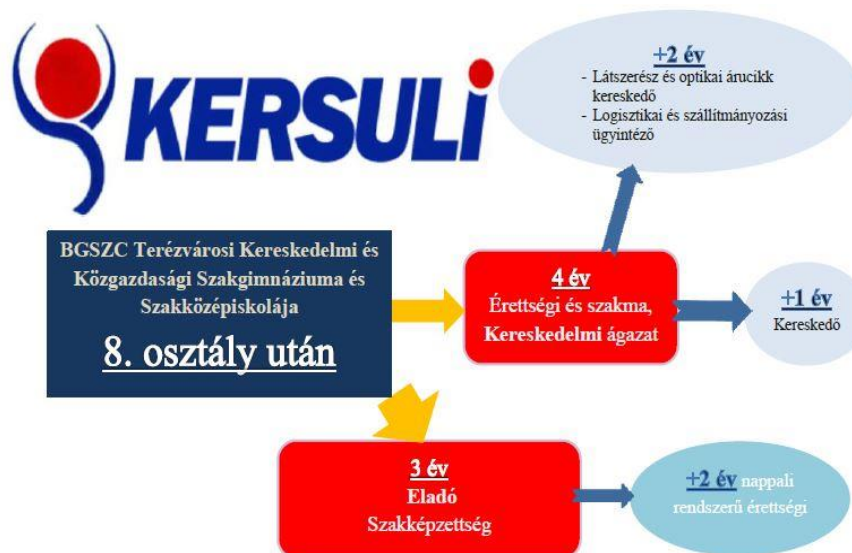 KERSULi
+2 év
- Látszerész és optikai árucikk
kereskedő
- Logisztikai és szállítmányozási
ügyintéző
BGSZC Terézvárosi Kereskedelmi és
Közgazdasági Szakgimnáziuma és
Szakközépiskolája
8. osztály után
4 év
Érettségi és szakma,
Kereskedelmi ágazat
+1 év
Kereskedő
3 év
Eladó
Szakképzettség
+2 év nappali
rendszerű érettségi